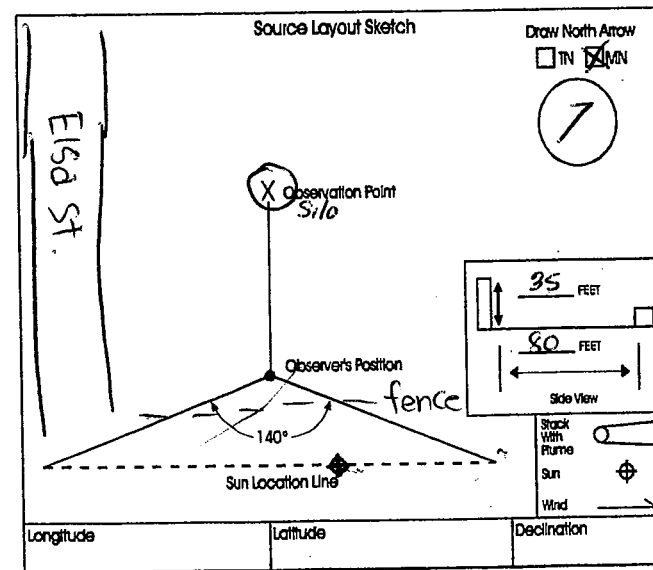 Source Layout Sketch
Draw North Arrow
TN MN
Elsa St.
X Observation Point
Silo
35 FEET
80 FEET
Side View
Observer's Position
fence
140°
Sun Location Line
Stack
With
Plume
Sun
Wind
Longitude Latitude Declination